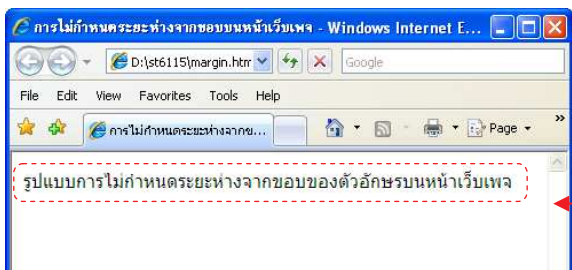 การไม่กำหนดระยะห่างจากขอบบนหน้าเว็บเพจ - Windows Internet E...
D:\st6115\margin.htm
Google
File Edit View Favorites Tools Help
การไม่กำหนดระยะห่างจากข... Page
รูปแบบการไม่กำหนดระยะห่างจากขอบของตัวอักษรบนหน้าเว็บเพจ